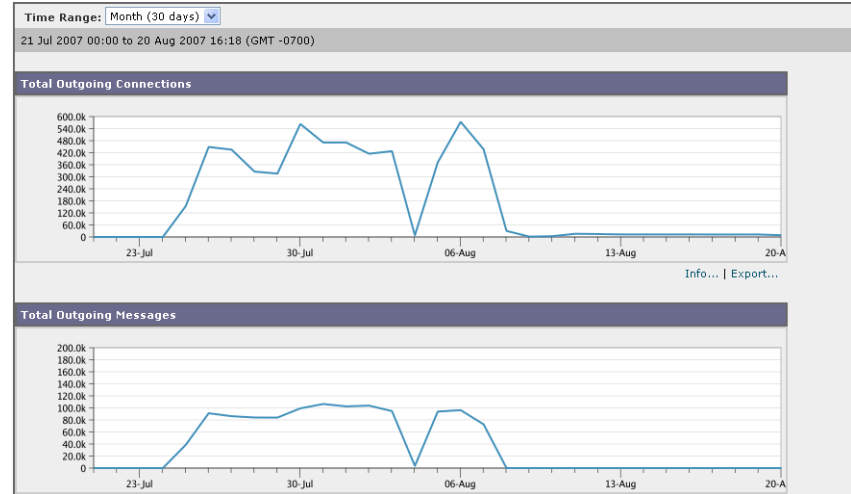 Time Range: Month (30 days)
21 Jul 2007 00:00 to 20 Aug 2007 16:18 (GMT -0700)
Total Outgoing Connections
600.0k
540.0k
480.0k
420.0k
360.0k
300.0k
240.0k
180.0k
120.0k
60.0k
0
23-Jul 30-Jul 06-Aug 13-Aug 20-A
Info... | Export...
Total Outgoing Messages
200.0k
180.0k
160.0k
140.0k
120.0k
100.0k
80.0k
60.0k
40.0k
20.0k
0
23-Jul 30-Jul 06-Aug 13-Aug 20-A